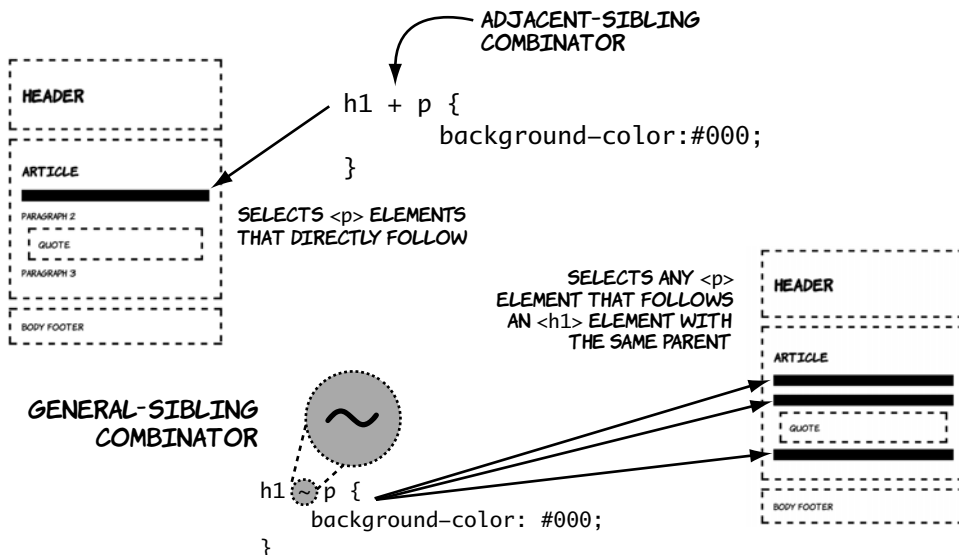 ADJACENT-SIBLING
COMBINATOR
h1 + p {
background-color:#000;
}
HEADER
ARTICLE
PARAGRAPH 2
QUOTE
PARAGRAPH 3
BODY FOOTER
SELECTS <p> ELEMENTS
THAT DIRECTLY FOLLOW
SELECTS ANY <p>
ELEMENT THAT FOLLOWS
AN <h1> ELEMENT WITH
THE SAME PARENT
HEADER
ARTICLE
QUOTE
BODY FOOTER
GENERAL-SIBLING
COMBINATOR
~
h1 ~ p {
background-color: #000;
}